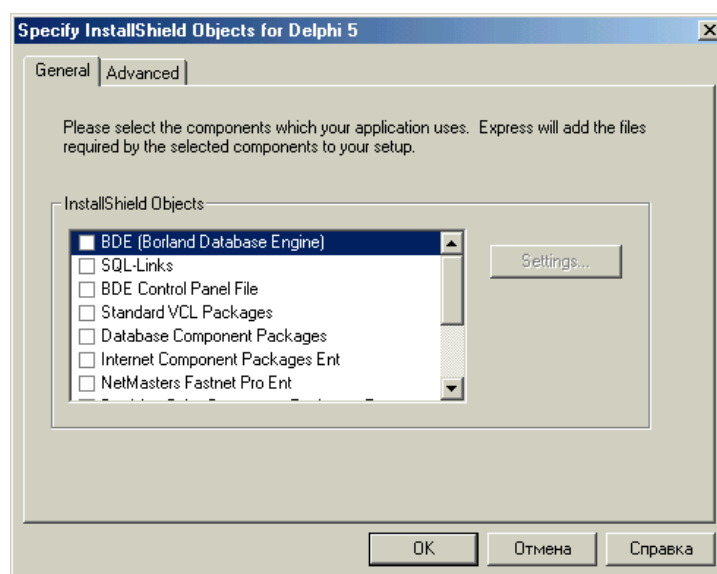 Specify InstallShield Objects for Delphi 5
General
Advanced
Please select the components which your application uses. Express will add the files
required by the selected components to your setup.
InstallShield Objects
BDE (Borland Database Engine)
Settings...
SQL-Links
BDE Control Panel File
Standard VCL Packages
Database Component Packages
Internet Component Packages Ent
NetMasters Fastnet Pro Ent
OK
Отмена
Справка